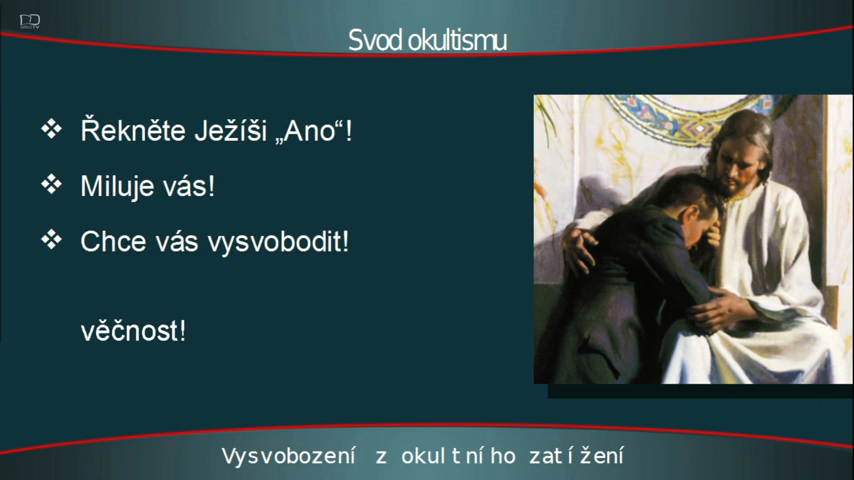 Svod okultismu
❖ Řekněte Ježíši „Ano“!
❖ Miluje vás!
❖ Chce vás vysvobodit!
věčnost!
Vysvobození z okultního zatížení